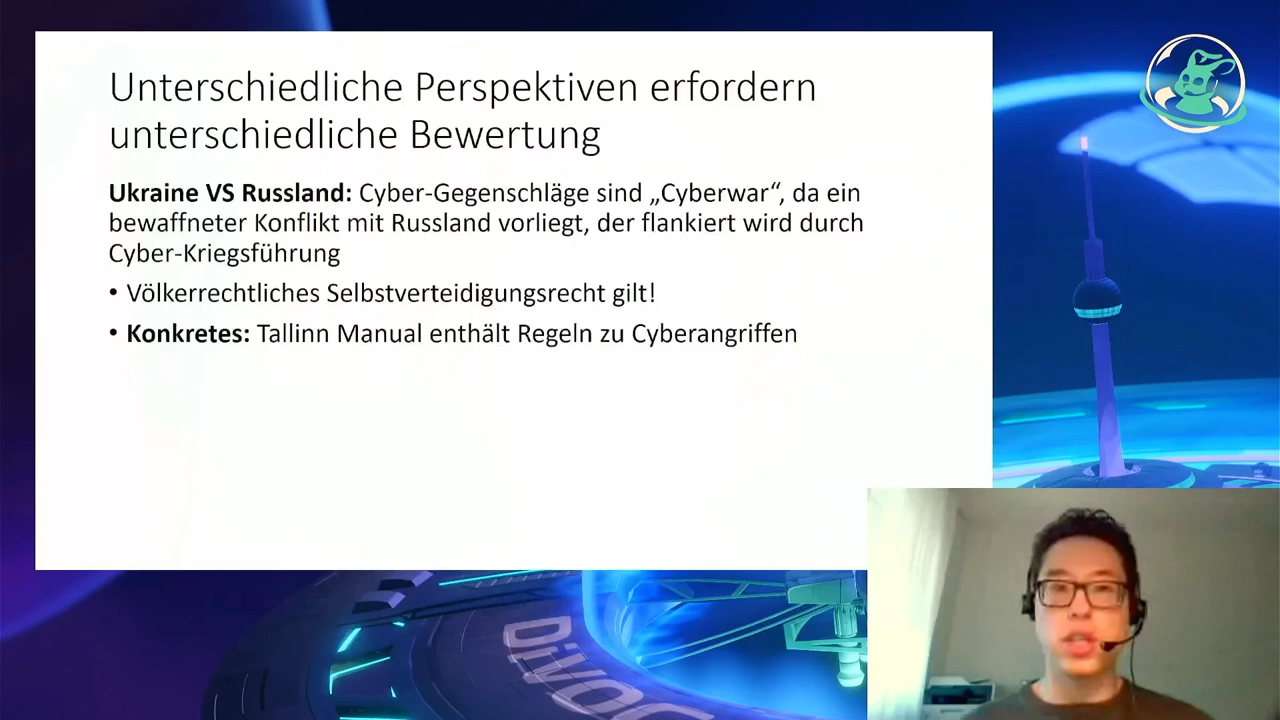 Unterschiedliche Perspektiven erfordern
unterschiedliche Bewertung
Ukraine VS Russland: Cyber-Gegenschläge sind „Cyberwar“, da ein
bewaffneter Konflikt mit Russland vorliegt, der flankiert wird durch
Cyber-Kriegsführung
• Völkerrechtliches Selbstverteidigungsrecht gilt!
• Konkretes: Tallinn Manual enthält Regeln zu Cyberangriffen
DiVOC